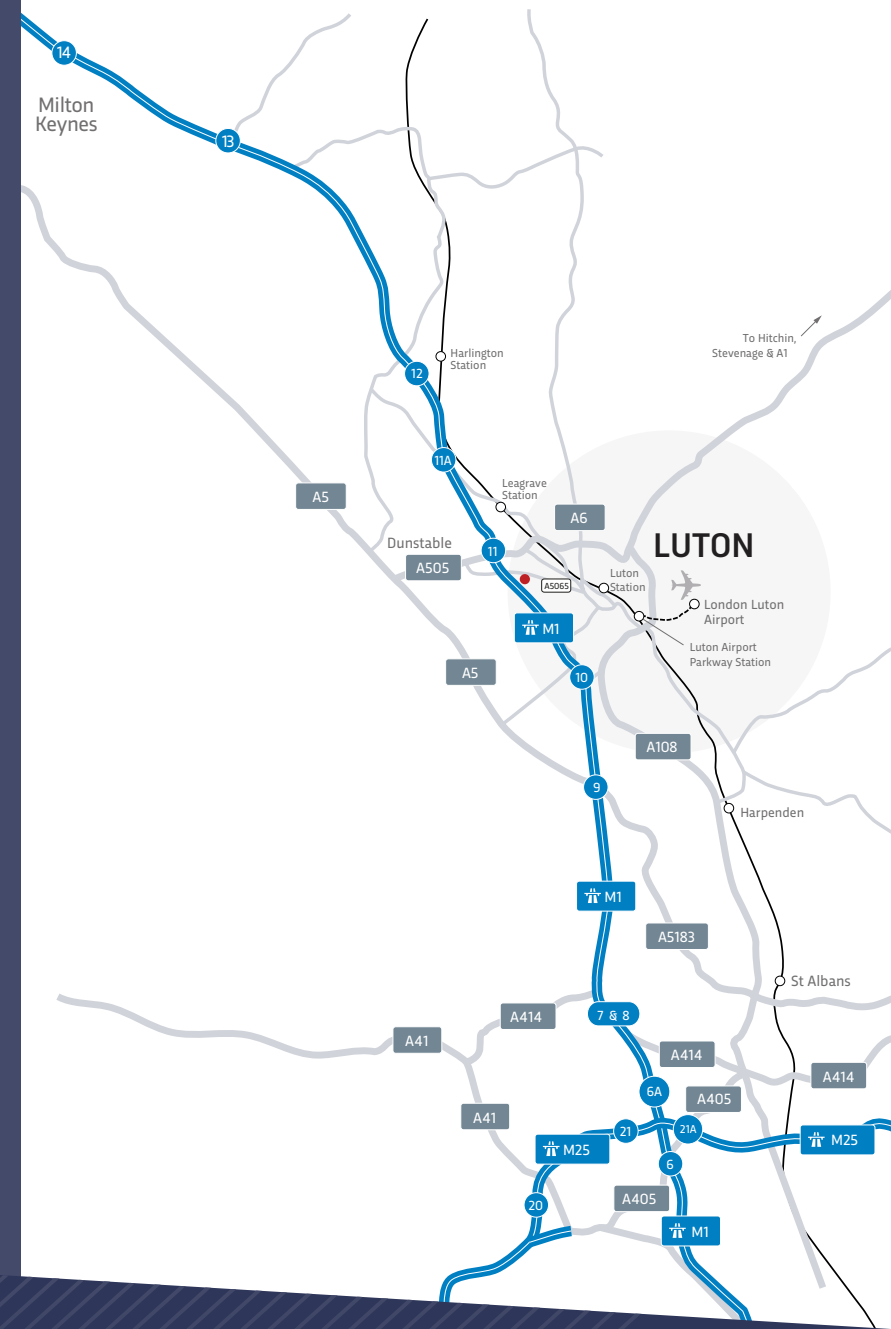 14
Milton
Keynes
13
To Hitchin,
Stevenage & A1
Harlington
Station
12
11A
Leagrave
Station
A5
A6
Dunstable
11
LUTON
A505
A5065
Luton
Station
London Luton
Airport
M1
Luton Airport
Parkway Station
A5
10
A108
9
Harpenden
M1
A5183
St Albans
A414
7 & 8
A41
A414
A414
6A
A405
A41
21
21A
M25
M25
6
20
A405
M1